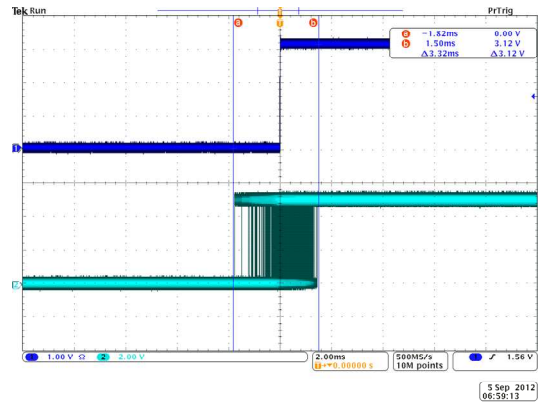 Tek Run
PrTrig
a b
T
a -1.82ms 0.00 V
b 1.50ms 3.12 V
Δ3.32ms Δ3.12 V
1
2
1 1.00 V Ω 2 2.00 V
2.00ms
T→▼0.00000 s
500MS/s
10M points
1 1.56 V
5 Sep 2012
06:59:13